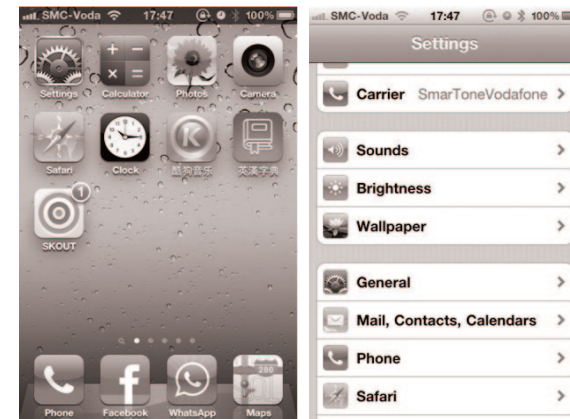 SMC-Voda 17:47 100%
Settings Calculator Photos Camera
Safari Clock 酷狗音乐 英漢字典
1
SKOUT
Phone Facebook WhatsApp Maps
280
SMC-Voda 17:47 100%
Settings
Carrier SmarToneVodafone
Sounds
Brightness
Wallpaper
General
Mail, Contacts, Calendars
Phone
Safari